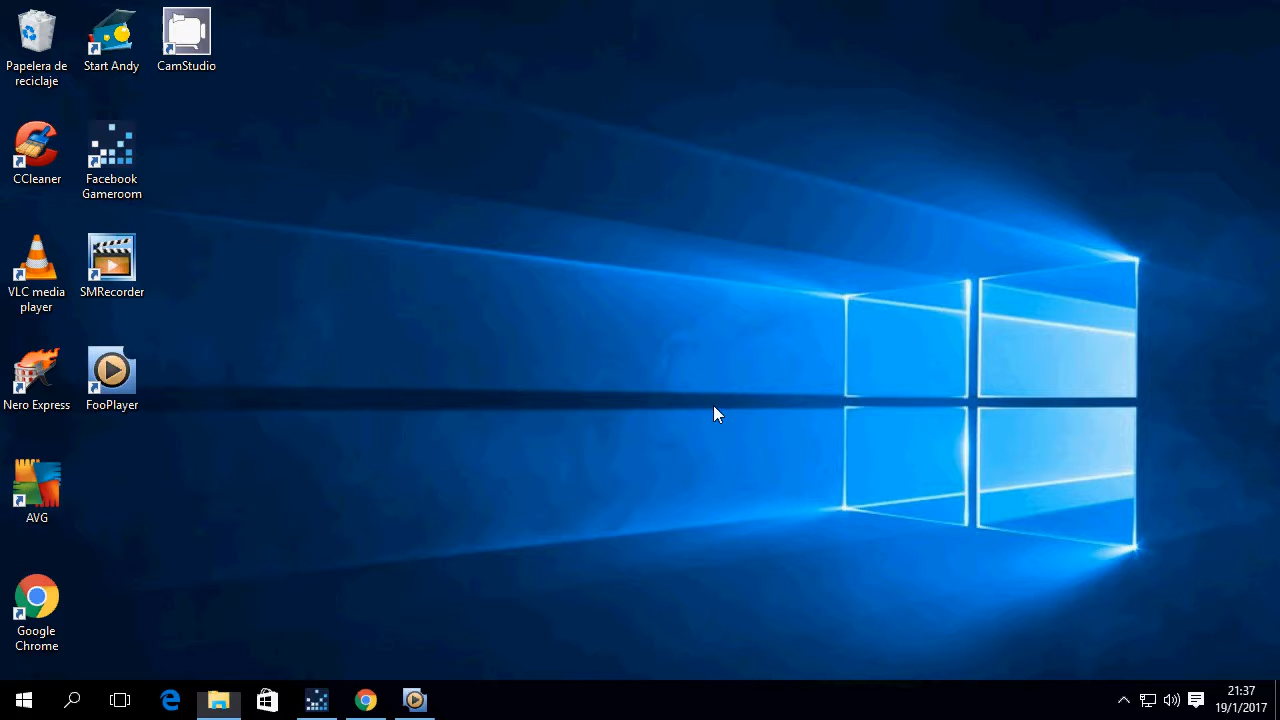 Papelera de
reciclaje
Start Andy
CamStudio
CCleaner
Facebook
Gameroom
VLC media
player
SMRecorder
Nero Express
FooPlayer
AVG
Google
Chrome
21:37
19/1/2017